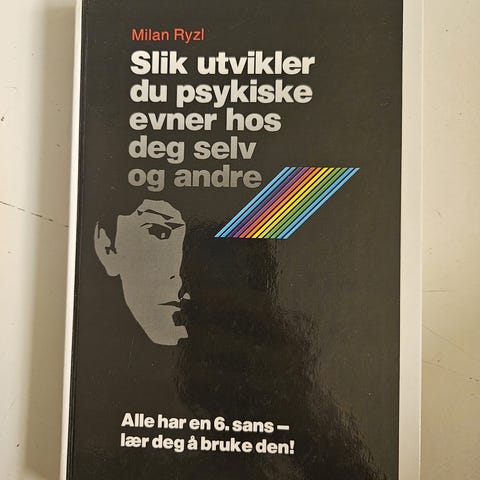 Milan Ryzl
Slik utvikler
du psykiske
evner hos
deg selv
og andre
Alle har en 6. sans –
lær deg å bruke den!